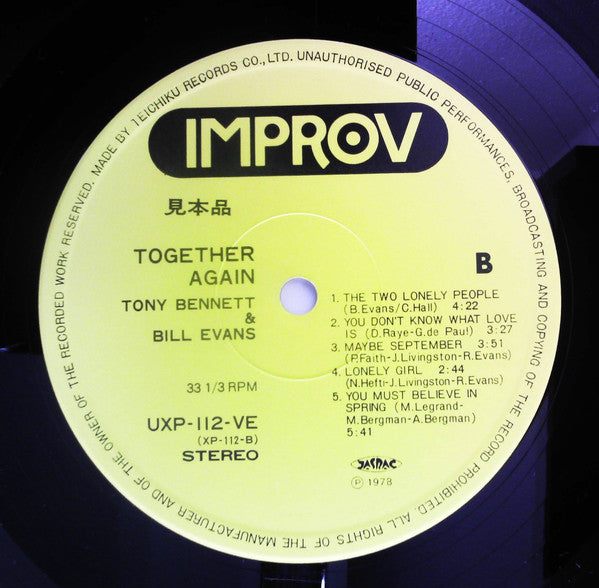 MADE BY TEICHIKU RECORDS CO., LTD. UNAUTHORISED PUBLIC PERFORMANCES, BROADCASTING AND COPYING OF THE RECORD PROHIBITED. ALL RIGHTS OF THE MANUFACTURER AND OF THE OWNER OF THE RECORDED WORK RESERVED.
IMPROV
見本品
TOGETHER
AGAIN
TONY BENNETT
&
BILL EVANS
33 1/3 RPM
UXP-112-VE
(XP-112-B)
STEREO
B
1. THE TWO LONELY PEOPLE
(B.Evans/C.Hall) 4:22
2. YOU DON'T KNOW WHAT LOVE
IS (D.Raye-G.de Paul) 3:27
3. MAYBE SEPTEMBER 3:51
(P.Faith-J.Livingston-R.Evans)
4. LONELY GIRL 2:44
(N.Hefti-J.Livingston-R.Evans)
5. YOU MUST BELIEVE IN
SPRING (M.Legrand-
M.Bergman-A.Bergman)
5:41
JASRAC
Ⓟ 1978